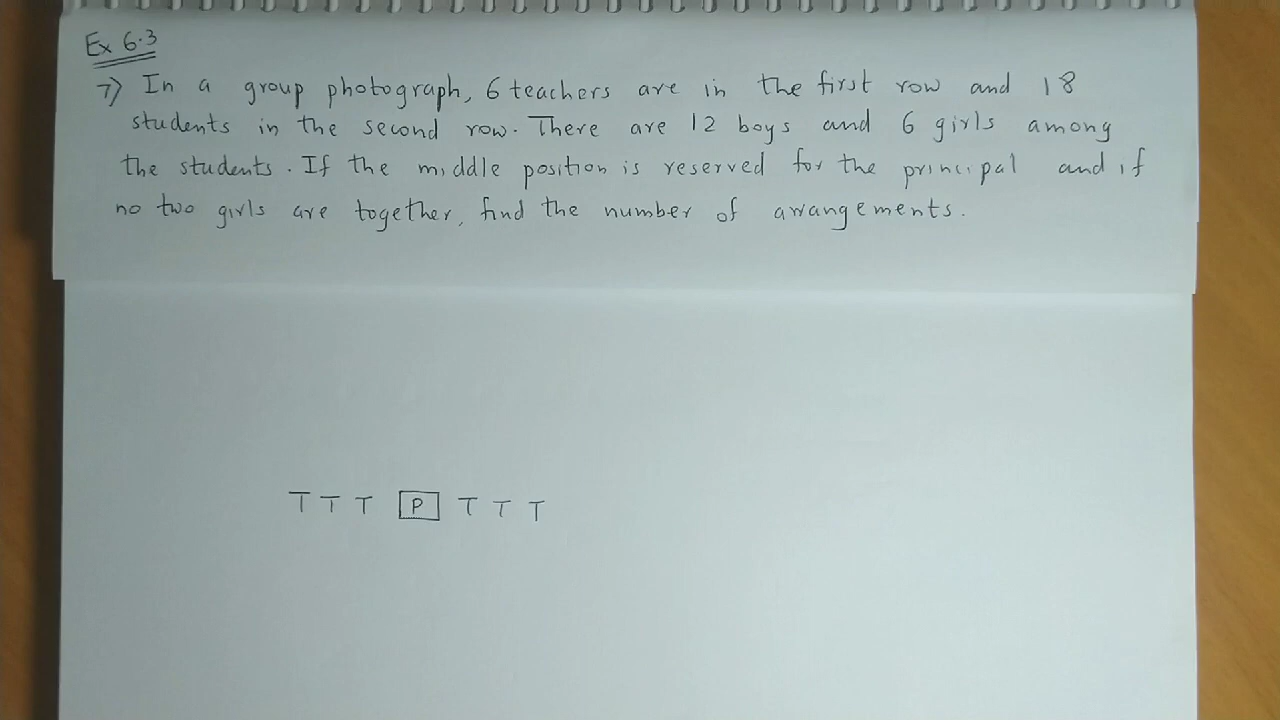 Ex 6.3
7) In a group photograph, 6 teachers are in the first row and 18
students in the second row. There are 12 boys and 6 girls among
the students. If the middle position is reserved for the principal and if
no two girls are together, find the number of arrangements.
T T T P T T T